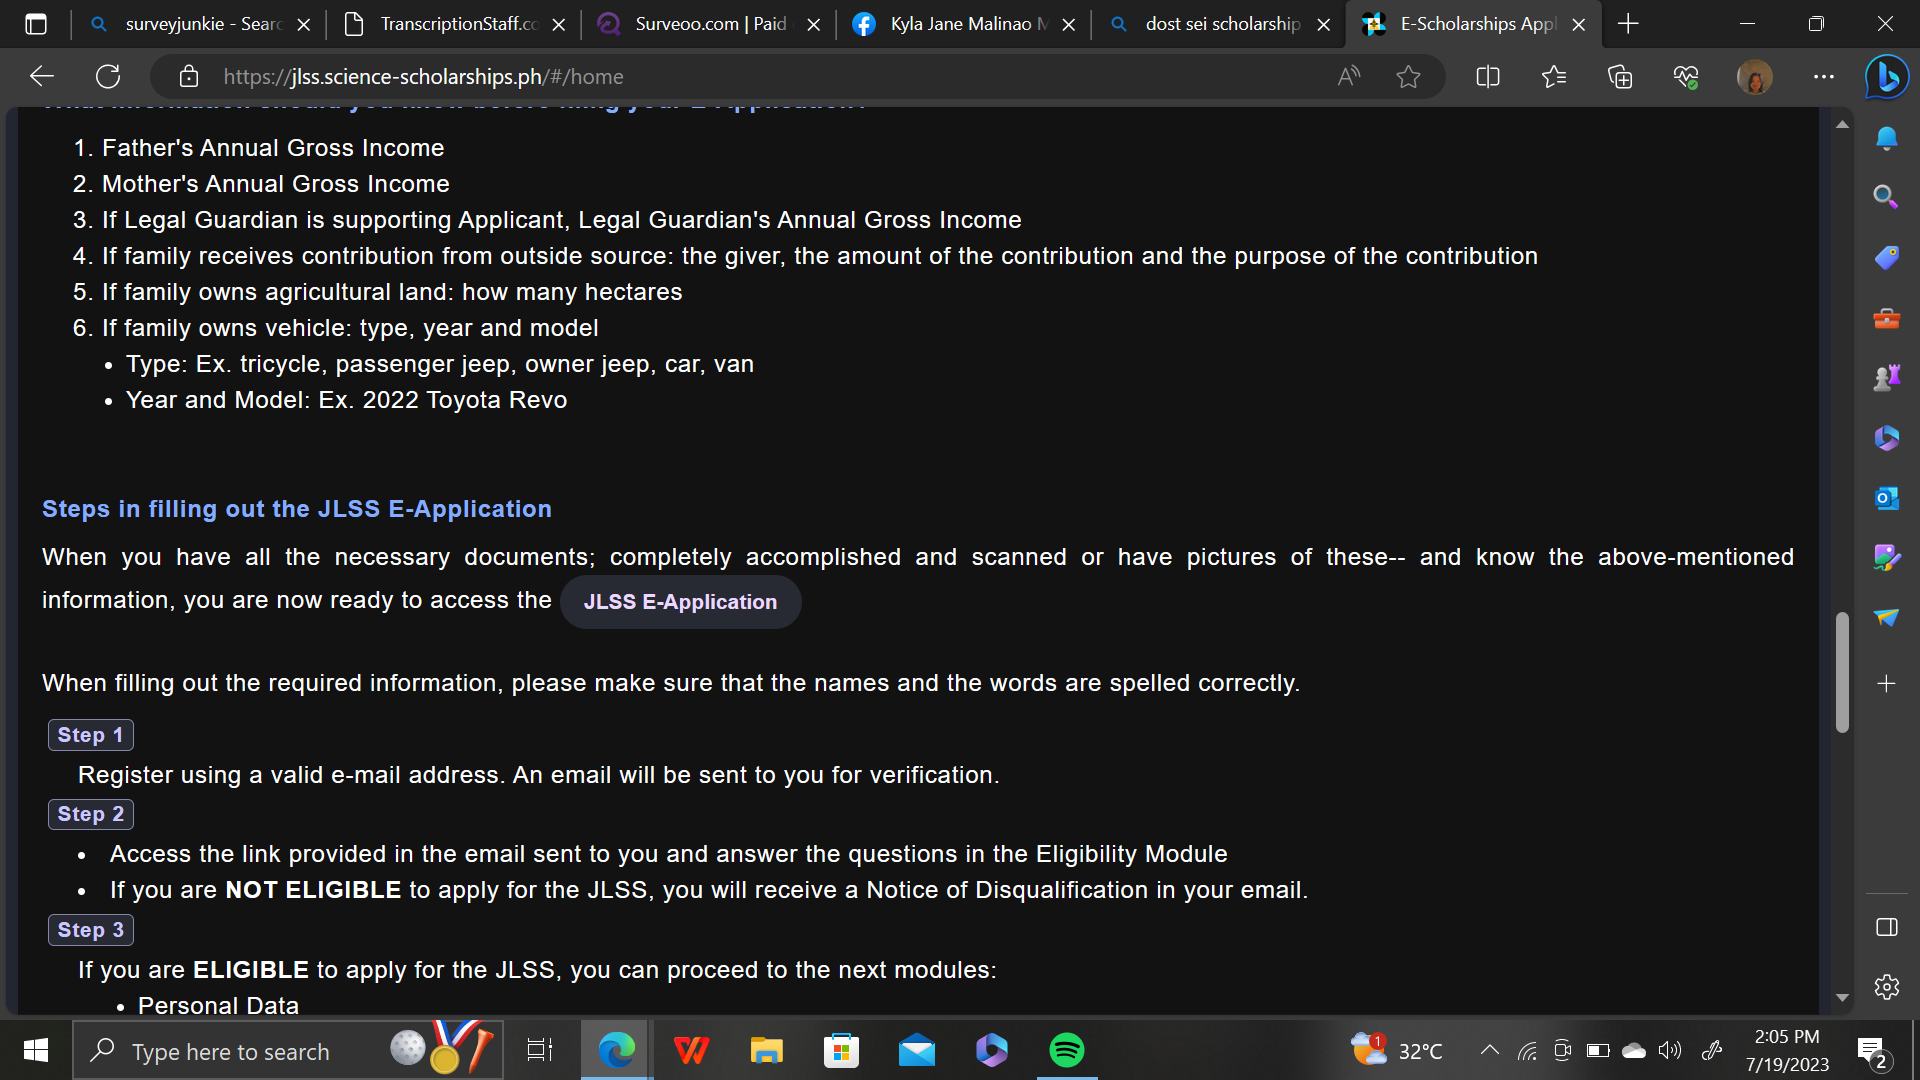 surveyjunkie - Searc
TranscriptionStaff.co
Surveoo.com | Paid
Kyla Jane Malinao M
dost sei scholarship
E-Scholarships Appl
https://jlss.science-scholarships.ph/#/home
What information should you know before filling your E-Application?
1. Father's Annual Gross Income
2. Mother's Annual Gross Income
3. If Legal Guardian is supporting Applicant, Legal Guardian's Annual Gross Income
4. If family receives contribution from outside source: the giver, the amount of the contribution and the purpose of the contribution
5. If family owns agricultural land: how many hectares
6. If family owns vehicle: type, year and model
• Type: Ex. tricycle, passenger jeep, owner jeep, car, van
• Year and Model: Ex. 2022 Toyota Revo
Steps in filling out the JLSS E-Application
When you have all the necessary documents; completely accomplished and scanned or have pictures of these-- and know the above-mentioned
information, you are now ready to access the JLSS E-Application
When filling out the required information, please make sure that the names and the words are spelled correctly.
Step 1
Register using a valid e-mail address. An email will be sent to you for verification.
Step 2
• Access the link provided in the email sent to you and answer the questions in the Eligibility Module
• If you are NOT ELIGIBLE to apply for the JLSS, you will receive a Notice of Disqualification in your email.
Step 3
If you are ELIGIBLE to apply for the JLSS, you can proceed to the next modules:
• Personal Data
Type here to search
1
32°C
2:05 PM
7/19/2023
2